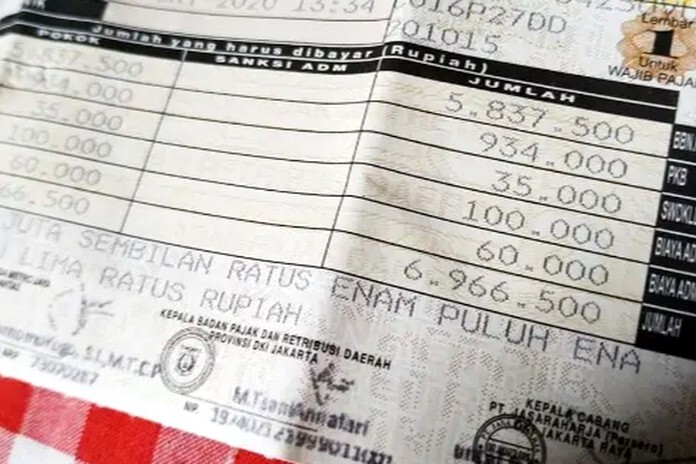 2020 13:34
2016P27DD
201015
Lembar
1
Untuk
WAJIB PAJA
Jumlah yang harus dibayar (Rupiah)
POKOK SANKSI ADM JUMLAH
5.837.500 5.837.500 BBN
934.000 934.000 PKB
35.000 35.000 SWDK
100.000 100.000 BIAYA AD
60.000 60.000 BIAYA AD
66.500 6.966.500 JUMLAH
JUTA SEMBILAN RATUS ENAM PULUH ENA
LIMA RATUS RUPIAH
KEPALA BADAN PAJAK DAN RETRIBUSI DAERAH
PROVINSI DKI JAKARTA
KEPALA CABANG
PT. JASARAHARJA (Persero)
JAKARTA RAYA